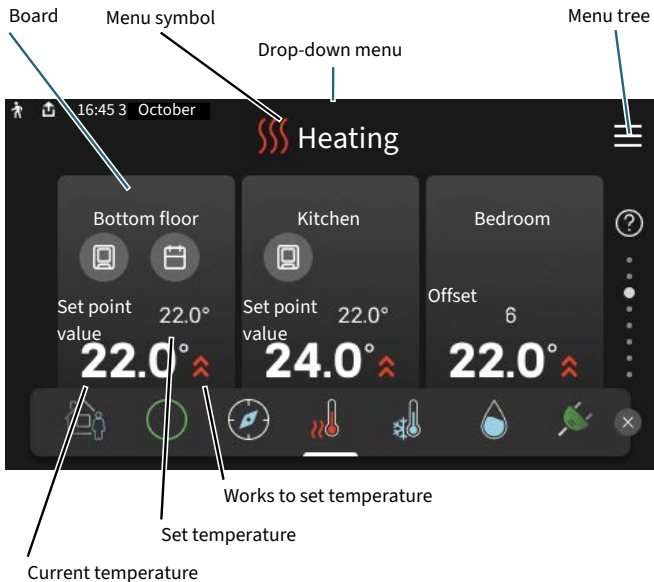 Board
Menu symbol
Menu tree
Drop-down menu
16:45 3 October
Heating
Bottom floor
Kitchen
Bedroom
?
Set point
value
22.0°
Set point
value
22.0°
Offset
6
22.0°
24.0°
22.0°
Works to set temperature
Set temperature
Current temperature